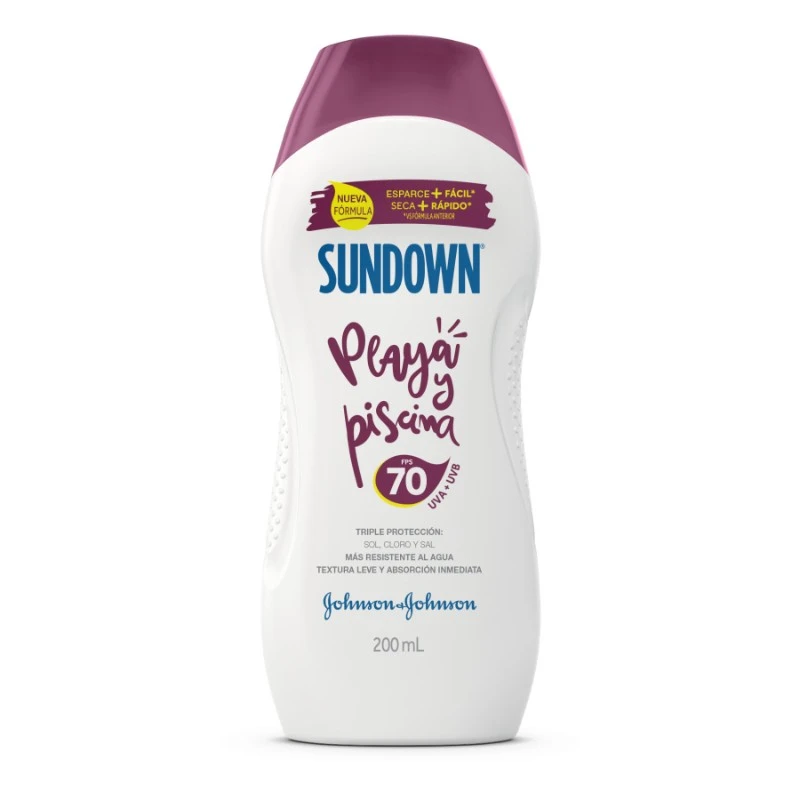 NUEVA
FÓRMULA
ESPARCE + FÁCIL*
SECA + RÁPIDO*
*VS FÓRMULA ANTERIOR
SUNDOWN®
Playa
y
piscina
FPS
70
UVA + UVB
TRIPLE PROTECCIÓN:
SOL, CLORO Y SAL
MÁS RESISTENTE AL AGUA
TEXTURA LEVE Y ABSORCIÓN INMEDIATA
Johnson & Johnson
200 mL